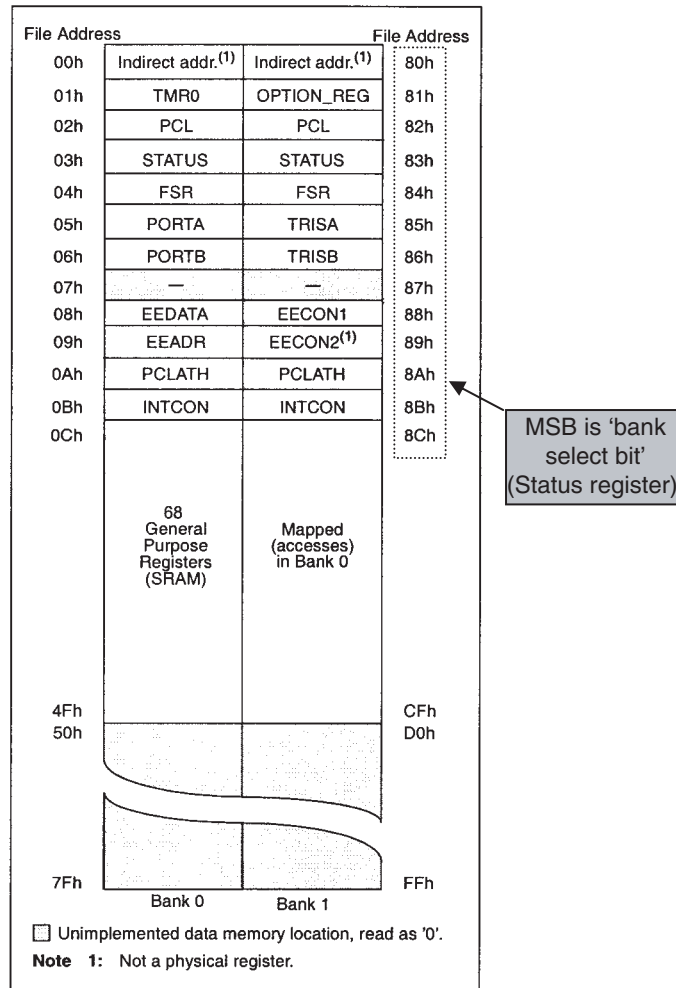 File Address File Address
00h Indirect addr.(1) Indirect addr.(1) 80h
01h TMR0 OPTION_REG 81h
02h PCL PCL 82h
03h STATUS STATUS 83h
04h FSR FSR 84h
05h PORTA TRISA 85h
06h PORTB TRISB 86h
07h — — 87h
08h EEDATA EECON1 88h
09h EEADR EECON2(1) 89h
0Ah PCLATH PCLATH 8Ah
0Bh INTCON INTCON 8Bh
0Ch 8Ch
MSB is ‘bank
select bit’
(Status register)
68
General
Purpose
Registers
(SRAM)
Mapped
(accesses)
in Bank 0
4Fh CFh
50h D0h
7Fh FFh
Bank 0 Bank 1
Unimplemented data memory location, read as '0'.
Note 1: Not a physical register.